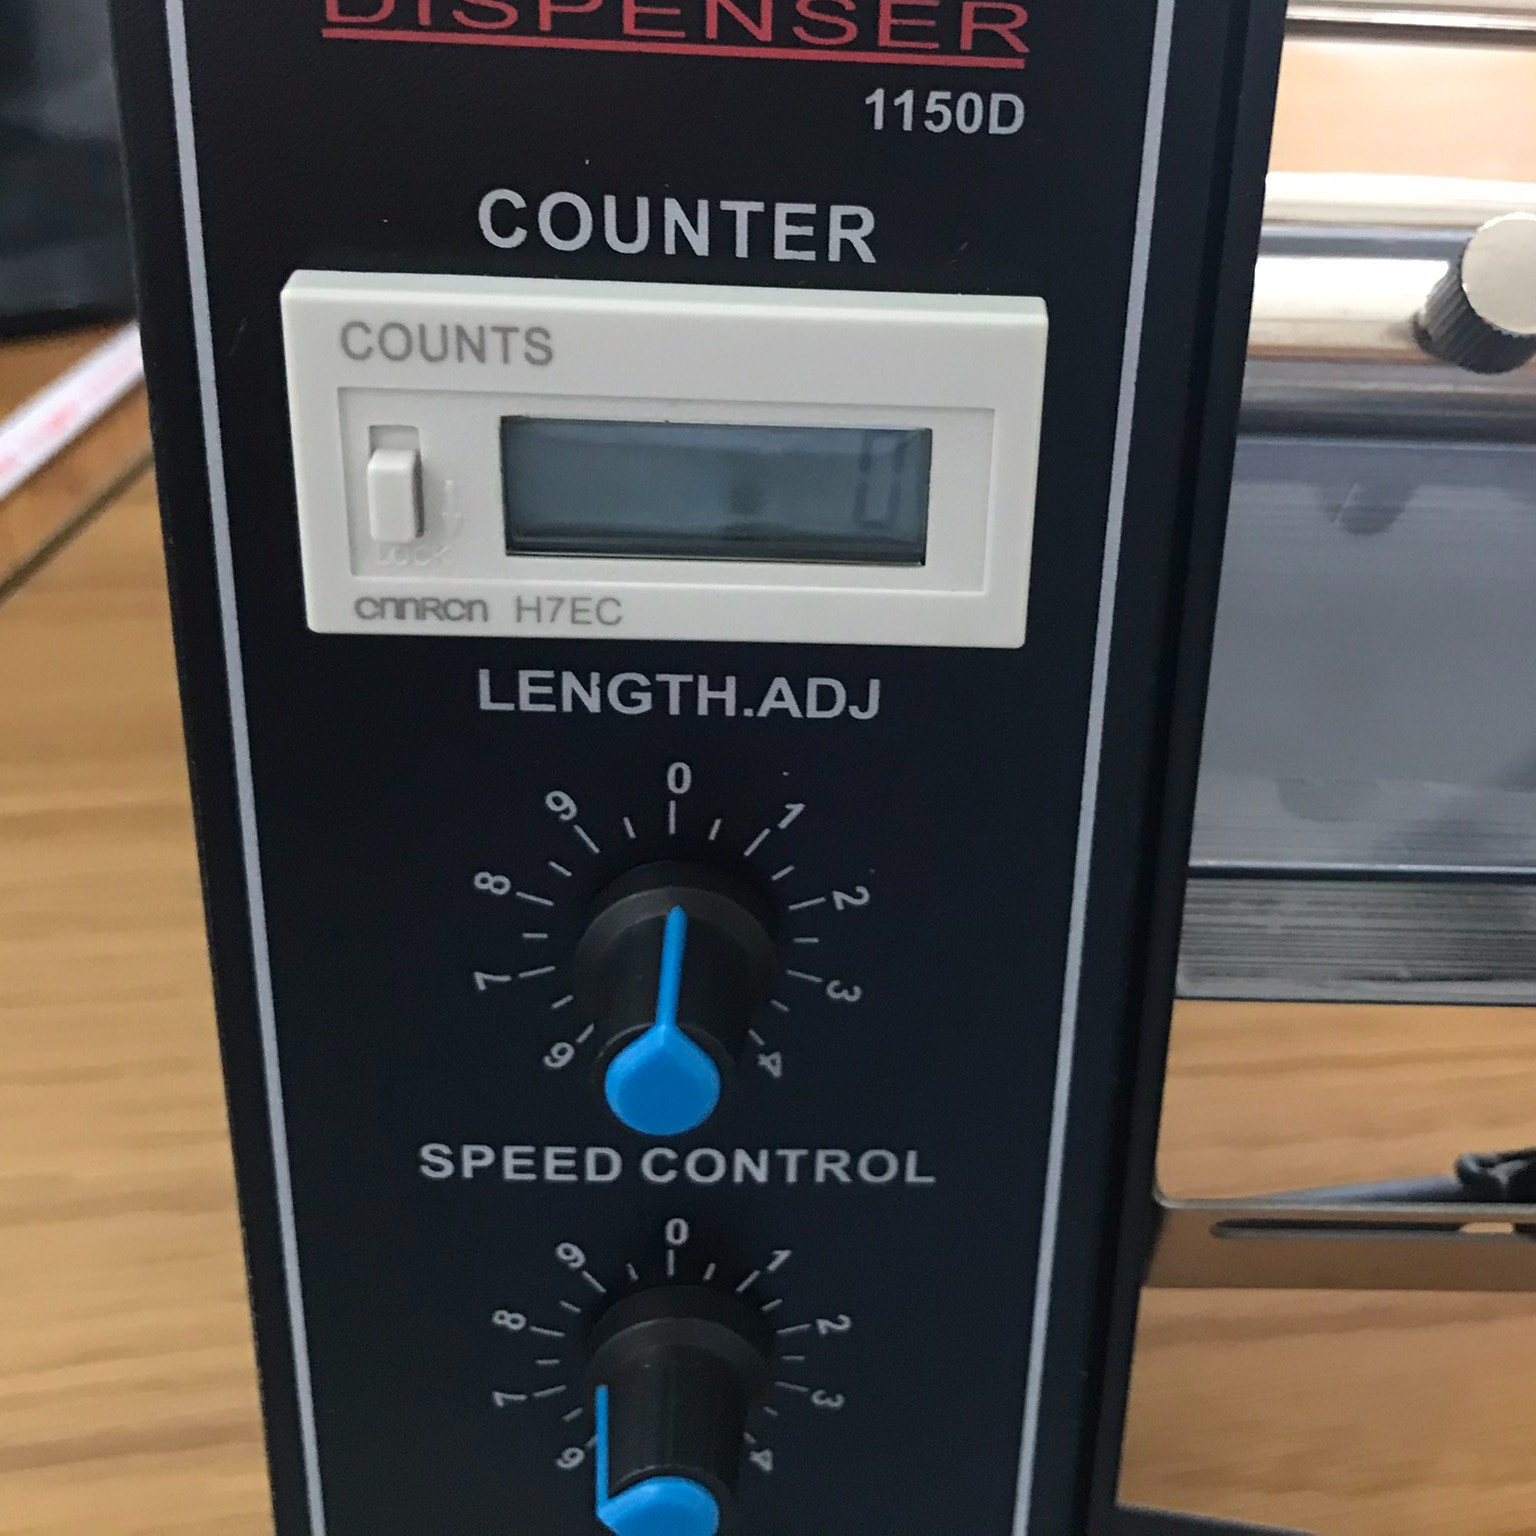 DISPENSER
1150D
COUNTER
COUNTS
0
LOCK
OMRON H7EC
LENGTH.ADJ
0
9 1
8 2
7 3
6 4
SPEED CONTROL
0
9 1
8 2
7 3
6 4